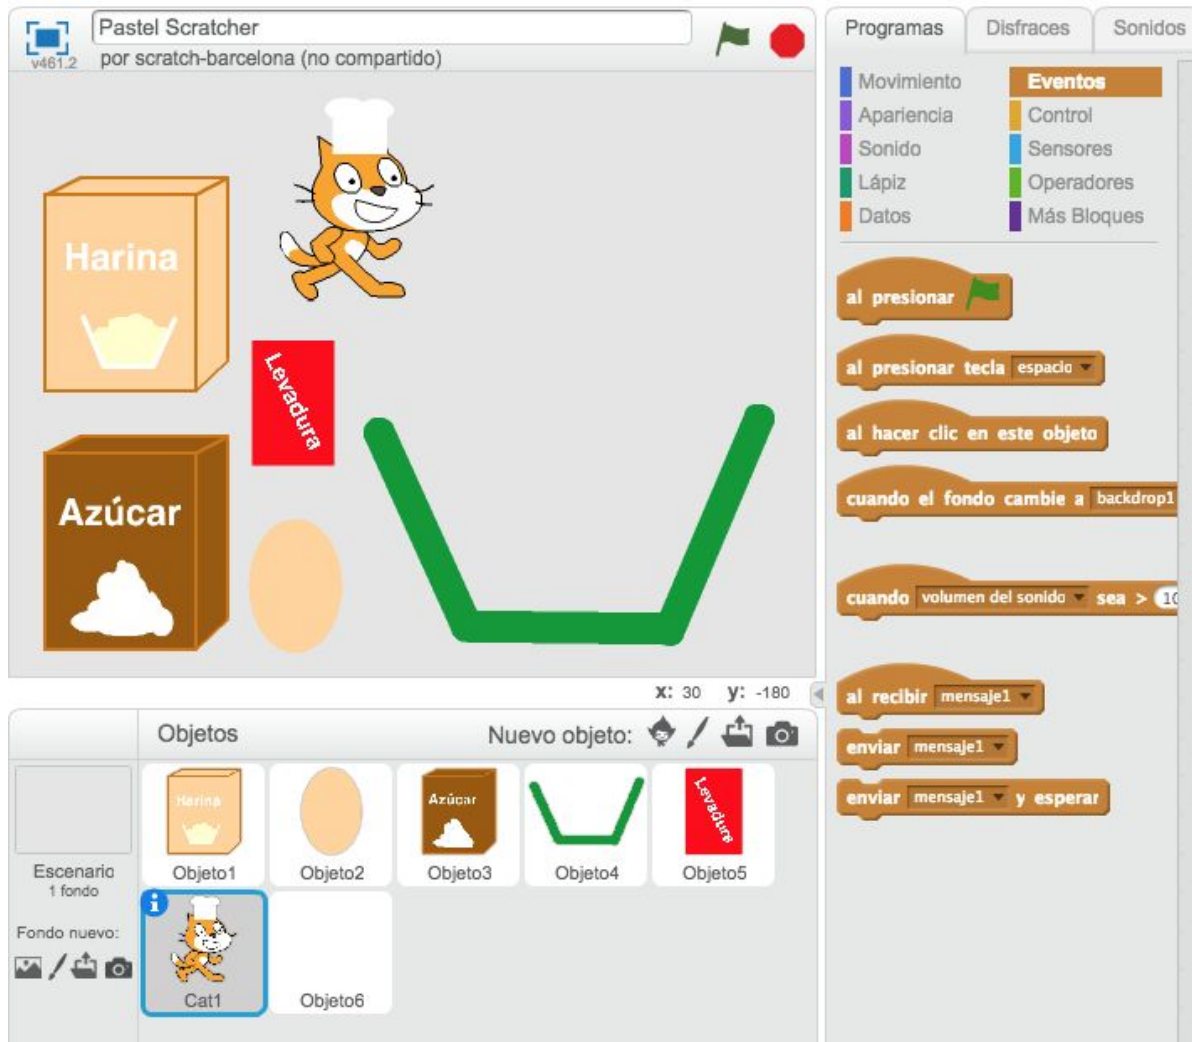 Pastel Scratcher
por scratch-barcelona (no compartido)
v461.2
Harina
Levadura
Azúcar
x: 30 y: -180
Objetos
Nuevo objeto:
Harina
Azúcar
Levadura
Escenario
1 fondo
Fondo nuevo:
Objeto1
Objeto2
Objeto3
Objeto4
Objeto5
Cat1
Objeto6
Programas
Disfraces
Sonidos
Movimiento
Eventos
Apariencia
Control
Sonido
Sensores
Lápiz
Operadores
Datos
Más Bloques
al presionar
al presionar tecla espacio
al hacer clic en este objeto
cuando el fondo cambie a backdrop1
cuando volumen del sonido sea > 10
al recibir mensaje1
enviar mensaje1
enviar mensaje1 y esperar